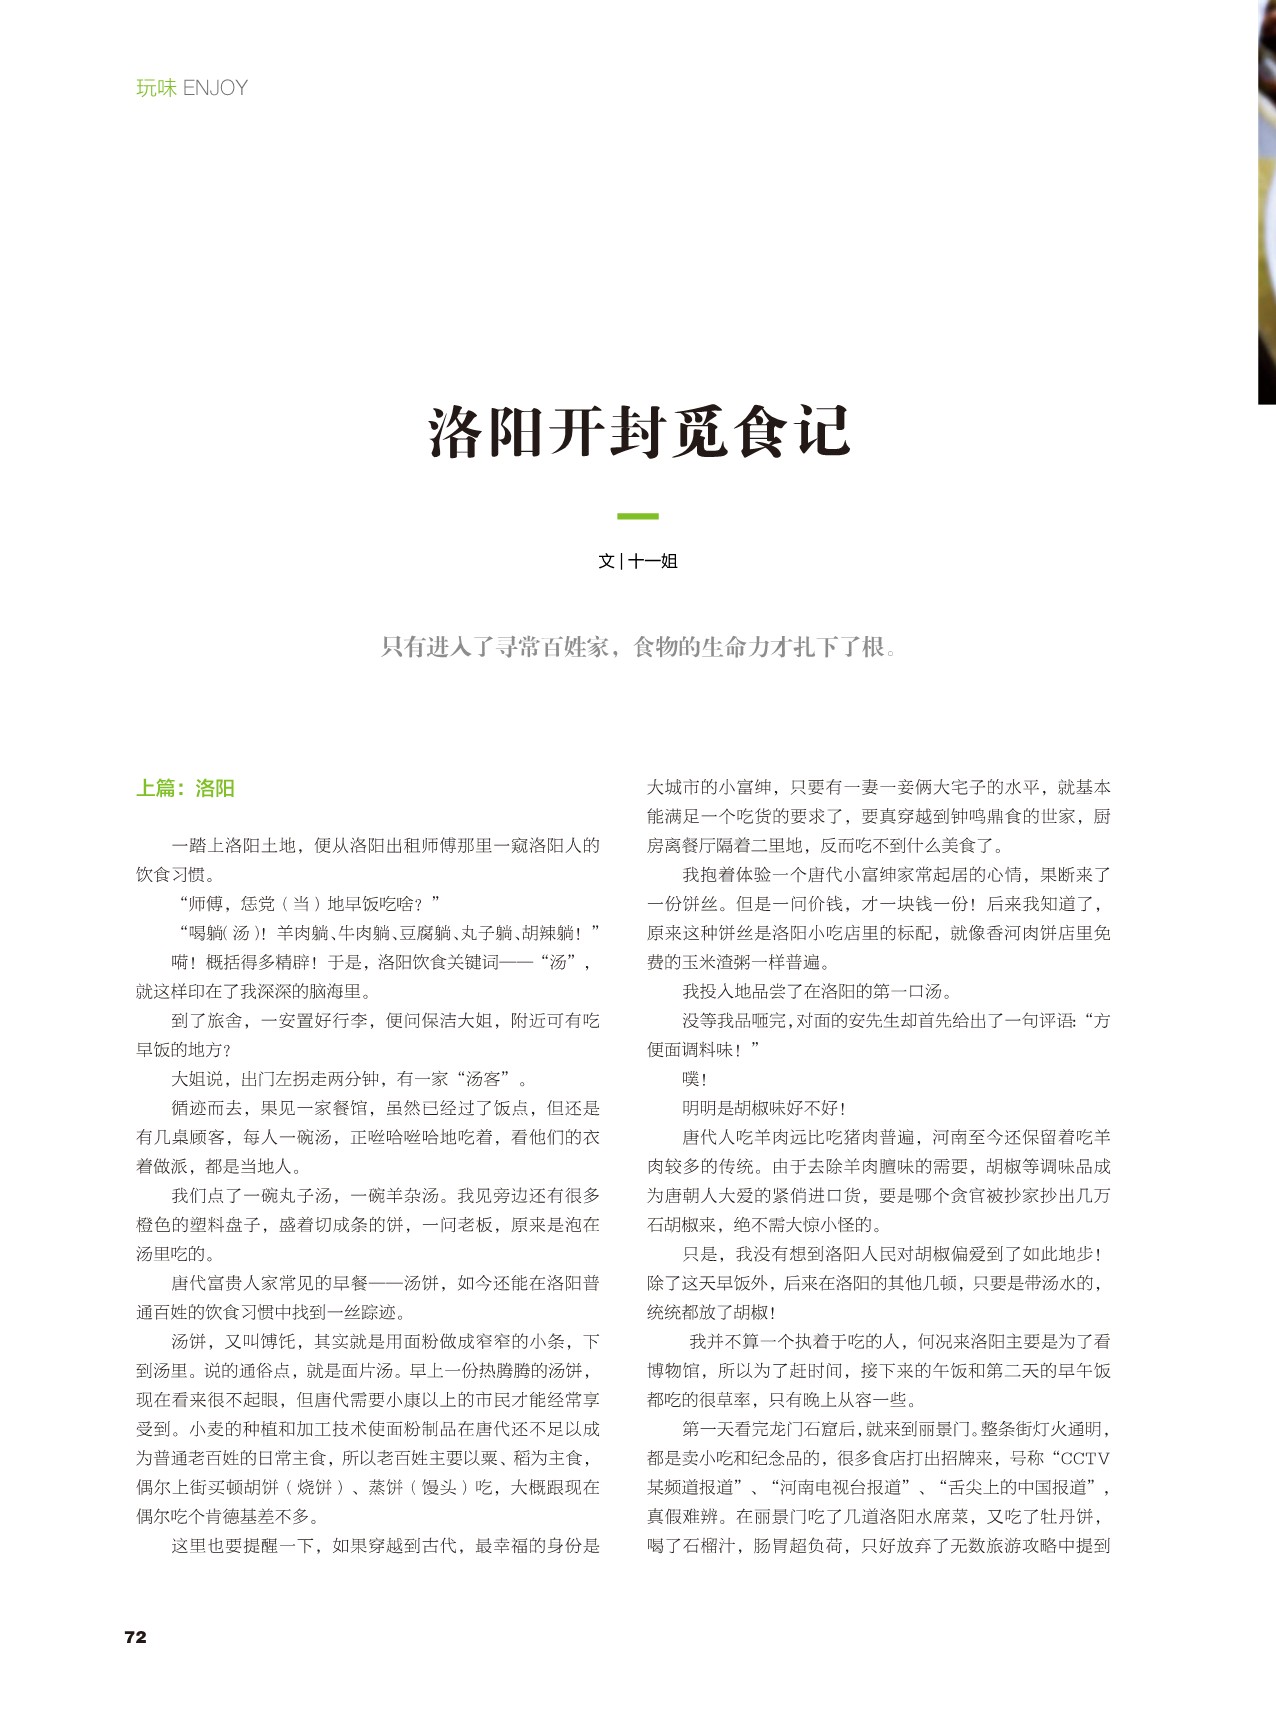 玩味 ENJOY
洛阳开封觅食记
文 | 十一姐
只有进入了寻常百姓家，食物的生命力才扎下了根。
上篇：洛阳
一踏上洛阳土地，便从洛阳出租师傅那里一窥洛阳人的
饮食习惯。
“师傅，恁党（当）地早饭吃啥？”
“喝躺（汤）！羊肉躺、牛肉躺、豆腐躺、丸子躺、胡辣躺！”
嗬！概括得多精辟！于是，洛阳饮食关键词——“汤”，
就这样印在了我深深的脑海里。
到了旅舍，一安置好行李，便问保洁大姐，附近可有吃
早饭的地方？
大姐说，出门左拐走两分钟，有一家“汤客”。
循迹而去，果见一家餐馆，虽然已经过了饭点，但还是
有几桌顾客，每人一碗汤，正咝哈咝哈地吃着，看他们的衣
着做派，都是当地人。
我们点了一碗丸子汤，一碗羊杂汤。我见旁边还有很多
橙色的塑料盘子，盛着切成条的饼，一问老板，原来是泡在
汤里吃的。
唐代富贵人家常见的早餐——汤饼，如今还能在洛阳普
通百姓的饮食习惯中找到一丝踪迹。
汤饼，又叫馎饦，其实就是用面粉做成窄窄的小条，下
到汤里。说的通俗点，就是面片汤。早上一份热腾腾的汤饼，
现在看来很不起眼，但唐代需要小康以上的市民才能经常享
受到。小麦的种植和加工技术使面粉制品在唐代还不足以成
为普通老百姓的日常主食，所以老百姓主要以粟、稻为主食，
偶尔上街买顿胡饼（烧饼）、蒸饼（馒头）吃，大概跟现在
偶尔吃个肯德基差不多。
这里也要提醒一下，如果穿越到古代，最幸福的身份是
大城市的小富绅，只要有一妻一妾俩大宅子的水平，就基本
能满足一个吃货的要求了，要真穿越到钟鸣鼎食的世家，厨
房离餐厅隔着二里地，反而吃不到什么美食了。
我抱着体验一个唐代小富绅家常起居的心情，果断来了
一份饼丝。但是一问价钱，才一块钱一份！后来我知道了，
原来这种饼丝是洛阳小吃店里的标配，就像香河肉饼店里免
费的玉米渣粥一样普遍。
我投入地品尝了在洛阳的第一口汤。
没等我品咂完，对面的安先生却首先给出了一句评语：“方
便面调料味！”
噗！
明明是胡椒味好不好！
唐代人吃羊肉远比吃猪肉普遍，河南至今还保留着吃羊
肉较多的传统。由于去除羊肉膻味的需要，胡椒等调味品成
为唐朝人大爱的紧俏进口货，要是哪个贪官被抄家抄出几万
石胡椒来，绝不需大惊小怪的。
只是，我没有想到洛阳人民对胡椒偏爱到了如此地步！
除了这天早饭外，后来在洛阳的其他几顿，只要是带汤水的，
统统都放了胡椒！
我并不算一个执着于吃的人，何况来洛阳主要是为了看
博物馆，所以为了赶时间，接下来的午饭和第二天的早午饭
都吃的很草率，只有晚上从容一些。
第一天看完龙门石窟后，就来到丽景门。整条街灯火通明，
都是卖小吃和纪念品的，很多食店打出招牌来，号称“CCTV
某频道报道”、“河南电视台报道”、“舌尖上的中国报道”，
真假难辨。在丽景门吃了几道洛阳水席菜，又吃了牡丹饼，
喝了石榴汁，肠胃超负荷，只好放弃了无数旅游攻略中提到
72